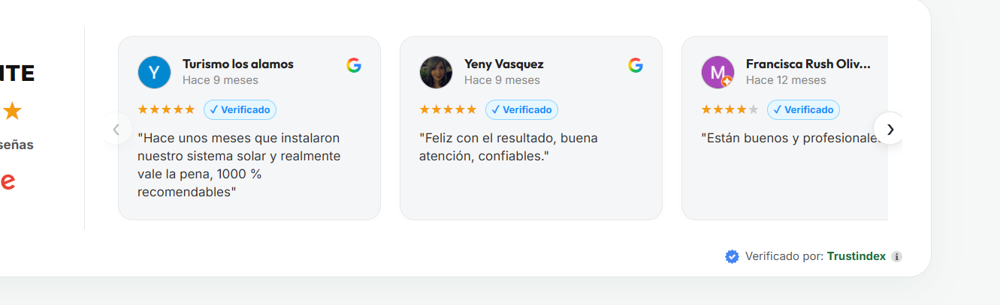 NTE
señas
e
Y
Turismo los alamos
Hace 9 meses
G
★★★★★ ✓ Verificado
"Hace unos meses que instalaron
nuestro sistema solar y realmente
vale la pena, 1000 %
recomendables"
Yeny Vasquez
Hace 9 meses
G
★★★★★ ✓ Verificado
"Feliz con el resultado, buena
atención, confiables."
M
Francisca Rush Oliv...
Hace 12 meses
★★★★★ ✓ Verificado
"Están buenos y profesionales
Verificado por: Trustindex i